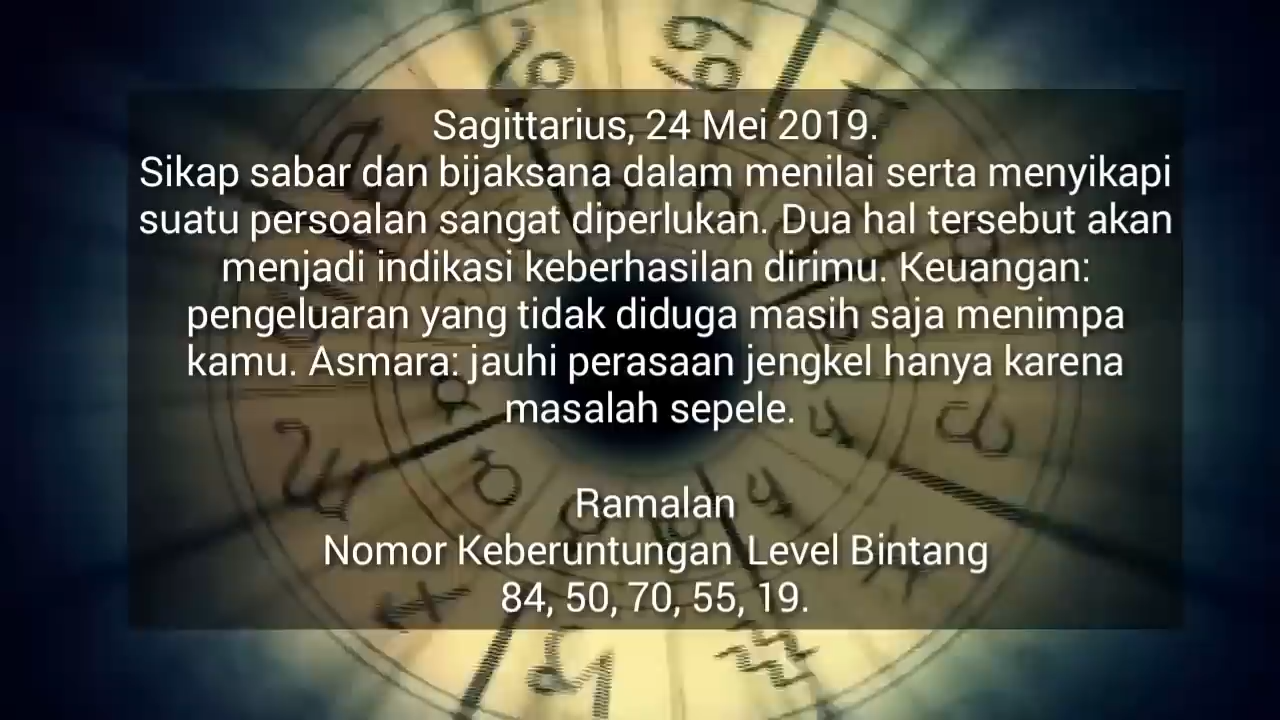 Sagittarius, 24 Mei 2019.
Sikap sabar dan bijaksana dalam menilai serta menyikapi
suatu persoalan sangat diperlukan. Dua hal tersebut akan
menjadi indikasi keberhasilan dirimu. Keuangan:
pengeluaran yang tidak diduga masih saja menimpa
kamu. Asmara: jauhi perasaan jengkel hanya karena
masalah sepele.
Ramalan
Nomor Keberuntungan Level Bintang
84, 50, 70, 55, 19.